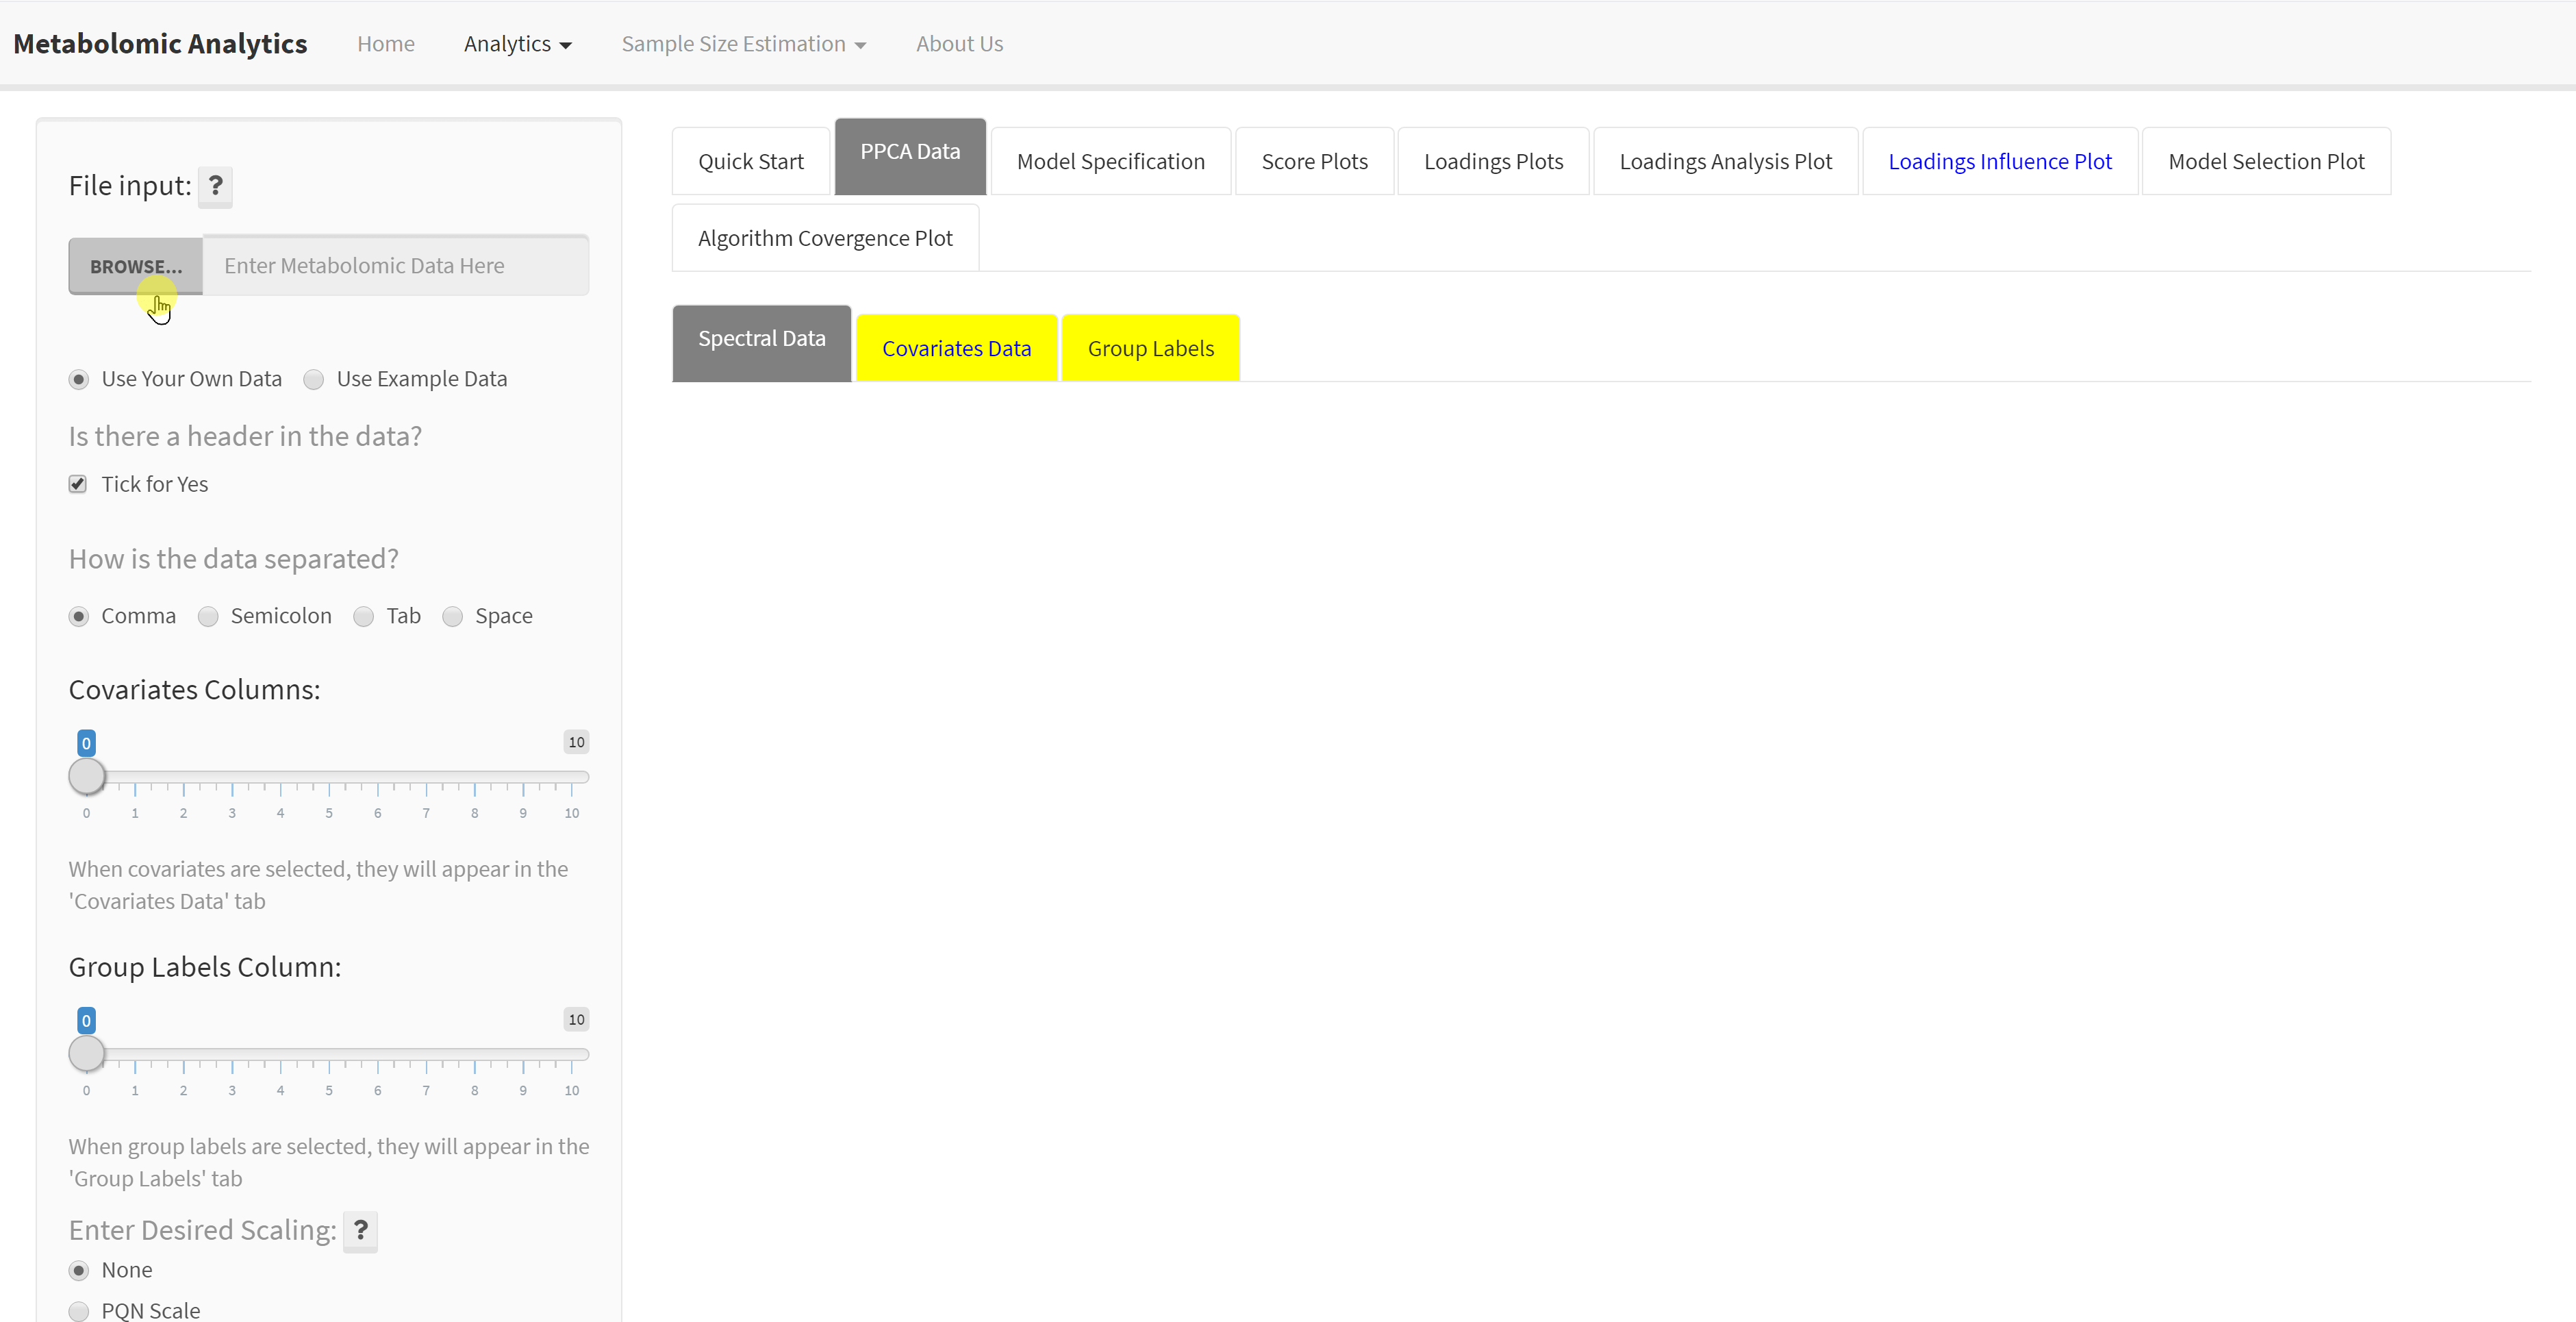 Metabolomic Analytics Home Analytics Sample Size Estimation About Us
File input: ?
BROWSE... Enter Metabolomic Data Here
Use Your Own Data Use Example Data
Is there a header in the data?
Tick for Yes
How is the data separated?
Comma Semicolon Tab Space
Covariates Columns:
0 10
0 1 2 3 4 5 6 7 8 9 10
When covariates are selected, they will appear in the
'Covariates Data' tab
Group Labels Column:
0 10
0 1 2 3 4 5 6 7 8 9 10
When group labels are selected, they will appear in the
'Group Labels' tab
Enter Desired Scaling: ?
None
PQN Scale
Quick Start PPCA Data Model Specification Score Plots Loadings Plots Loadings Analysis Plot Loadings Influence Plot Model Selection Plot
Algorithm Covergence Plot
Spectral Data Covariates Data Group Labels